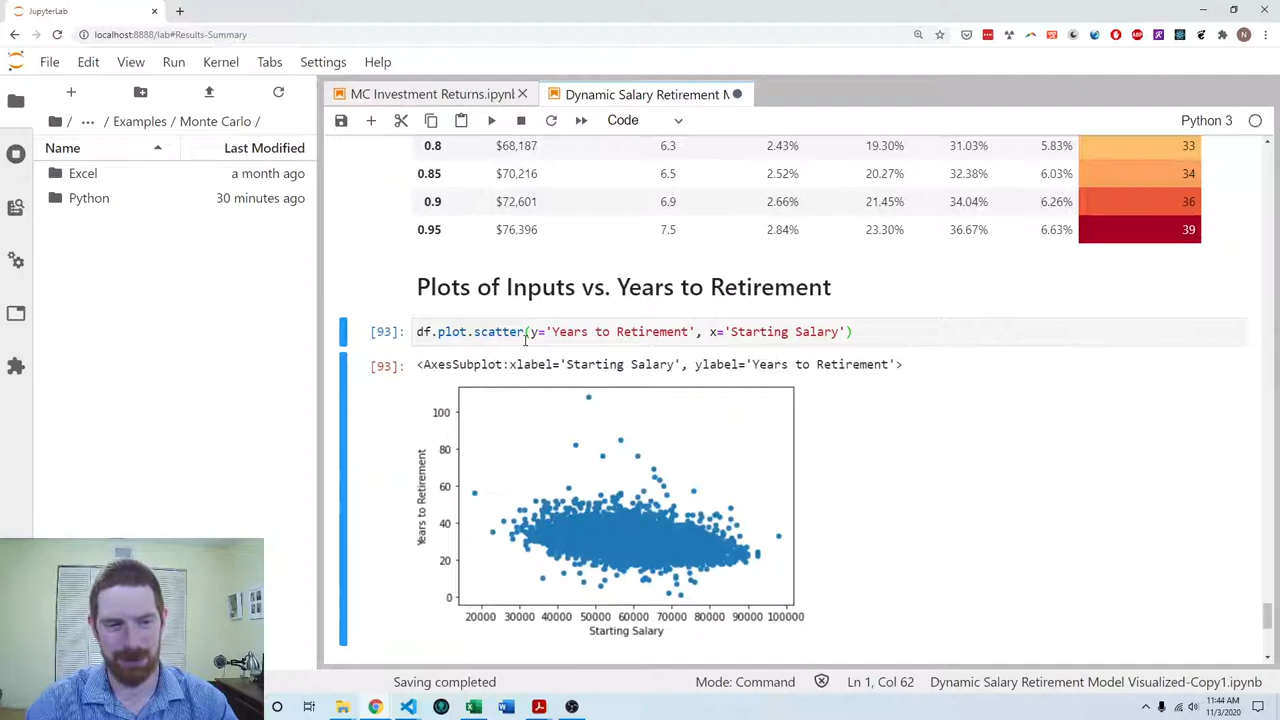 JupyterLab
localhost:8888/lab#Results-Summary
N
File Edit View Run Kernel Tabs Settings Help
MC Investment Returns.ipynl
Dynamic Salary Retirement M
/ ... / Examples / Monte Carlo /
Code
Python 3
Name Last Modified
Excel a month ago
Python 30 minutes ago
0.8 $68,187 6.3 2.43% 19.30% 31.03% 5.83% 33
0.85 $70,216 6.5 2.52% 20.27% 32.38% 6.03% 34
0.9 $72,601 6.9 2.66% 21.45% 34.04% 6.26% 36
0.95 $76,396 7.5 2.84% 23.30% 36.67% 6.63% 39
Plots of Inputs vs. Years to Retirement
[93]: df.plot.scatter(y='Years to Retirement', x='Starting Salary')
[93]: <AxesSubplot:xlabel='Starting Salary', ylabel='Years to Retirement'>
100
80
60
40
20
0
Years to Retirement
20000 30000 40000 50000 60000 70000 80000 90000 100000
Starting Salary
Saving completed
Mode: Command
Ln 1, Col 62
Dynamic Salary Retirement Model Visualized-Copy1.ipynb
11:44 AM
11/3/2020